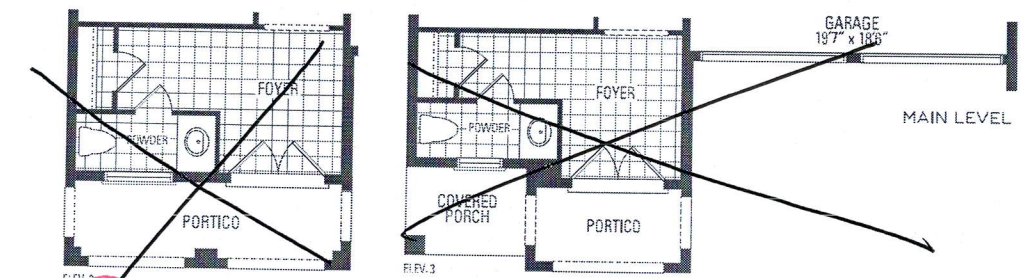 GARAGE
19'7" x 18'6"
FOYER
FOYER
MAIN LEVEL
POWDER
POWDER
COVERED
PORCH
PORTICO
PORTICO
ELEV-3